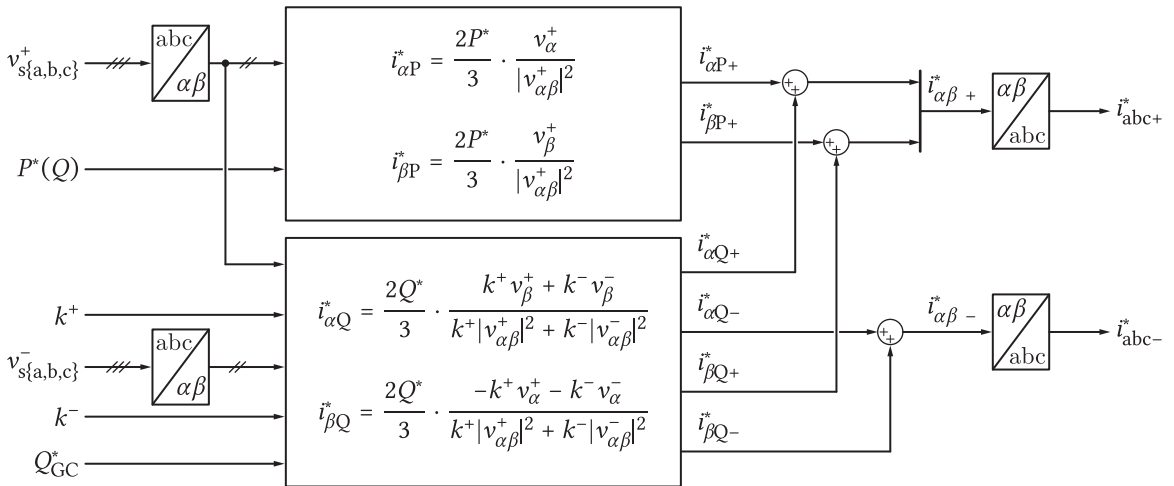 v⁺s{a,b,c}
abc
αβ
P*(Q)
i*αP = 2P*/3 · v⁺α/|v⁺αβ|²
i*βP = 2P*/3 · v⁺β/|v⁺αβ|²
i*αP+
i*βP+
+
+
+
+
i*αβ +
αβ
abc
i*abc+
k⁺
v⁻s{a,b,c}
abc
αβ
k⁻
Q*GC
i*αQ = 2Q*/3 · k⁺v⁺β + k⁻v⁻β/k⁺|v⁺αβ|² + k⁻|v⁻αβ|²
i*βQ = 2Q*/3 · −k⁺v⁺α − k⁻v⁻α/k⁺|v⁺αβ|² + k⁻|v⁻αβ|²
i*αQ+
i*αQ−
i*βQ+
i*βQ−
+
+
i*αβ −
αβ
abc
i*abc−